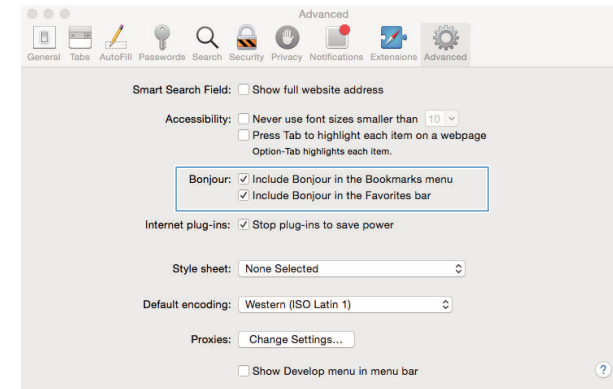 Advanced
General Tabs AutoFill Passwords Search Security Privacy Notifications Extensions Advanced
Smart Search Field: Show full website address
Accessibility: Never use font sizes smaller than 10
Press Tab to highlight each item on a webpage
Option-Tab highlights each item.
Bonjour: Include Bonjour in the Bookmarks menu
Include Bonjour in the Favorites bar
Internet plug-ins: Stop plug-ins to save power
Style sheet: None Selected
Default encoding: Western (ISO Latin 1)
Proxies: Change Settings...
Show Develop menu in menu bar
?